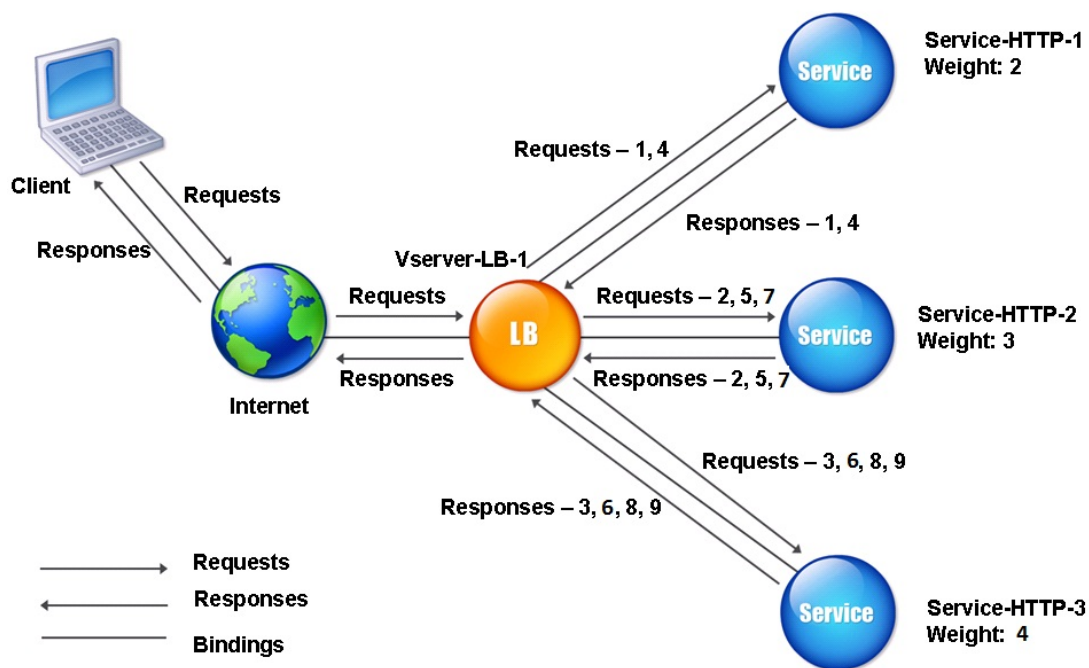 Service
Service-HTTP-1
Weight: 2
Requests – 1, 4
Client
Requests
Responses
Responses – 1, 4
Vserver-LB-1
Requests
Requests – 2, 5, 7
LB
Service
Service-HTTP-2
Weight: 3
Responses
Responses – 2, 5, 7
Internet
Requests – 3, 6, 8, 9
Responses – 3, 6, 8, 9
Requests
Responses
Bindings
Service
Service-HTTP-3
Weight: 4